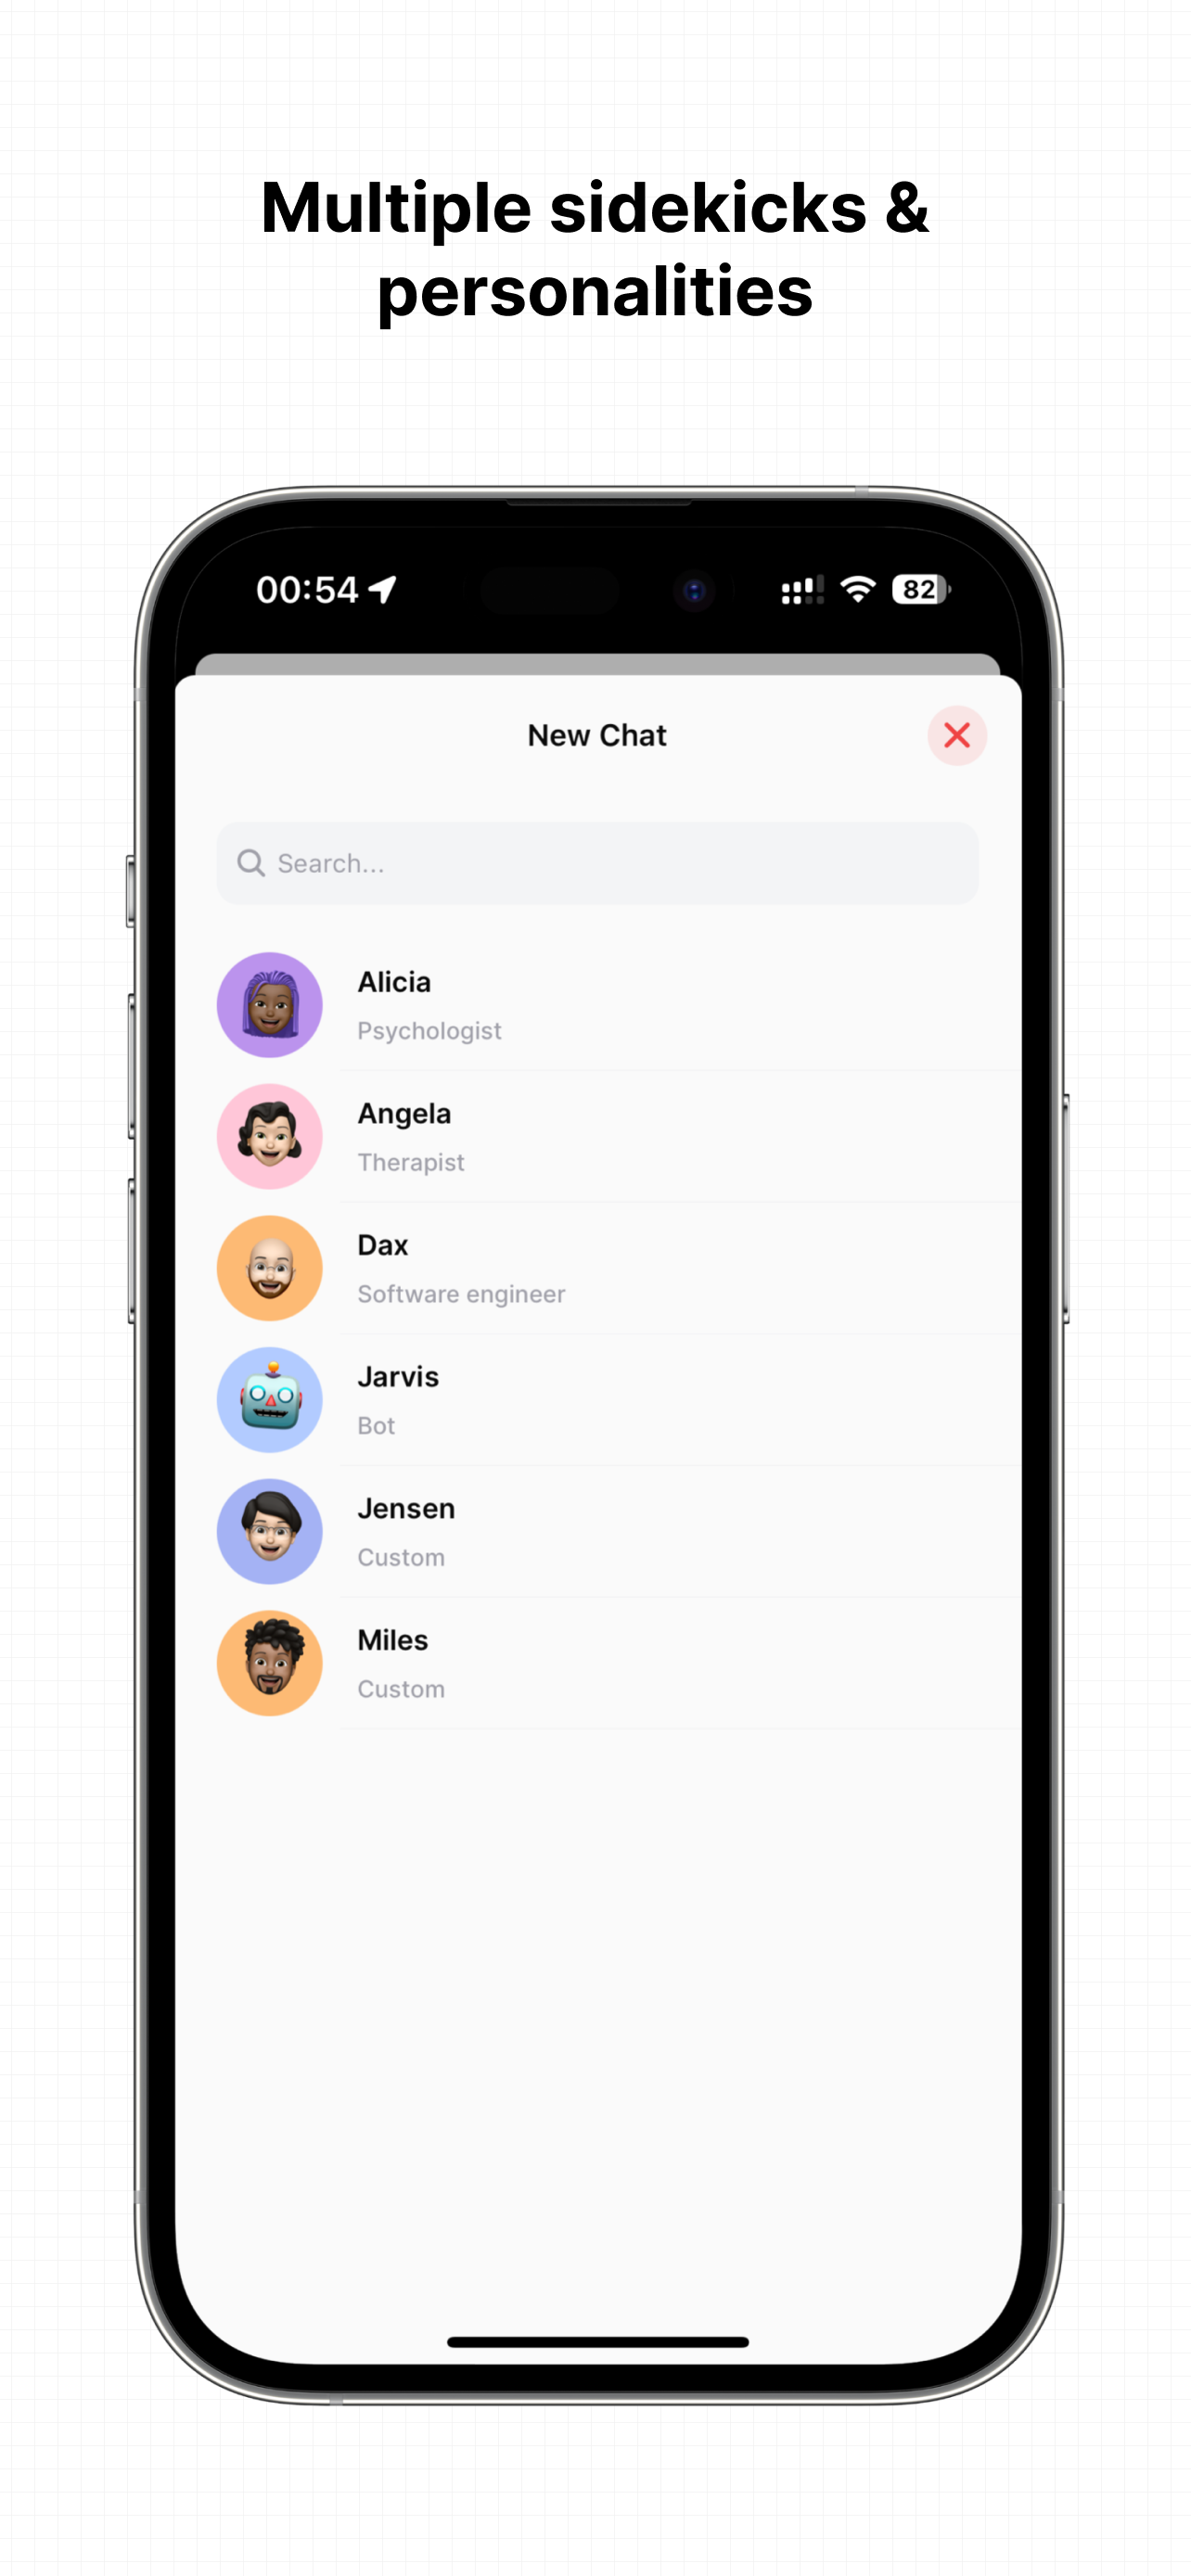 Multiple sidekicks &
personalities
00:54
82
New Chat
Search...
Alicia
Psychologist
Angela
Therapist
Dax
Software engineer
Jarvis
Bot
Jensen
Custom
Miles
Custom